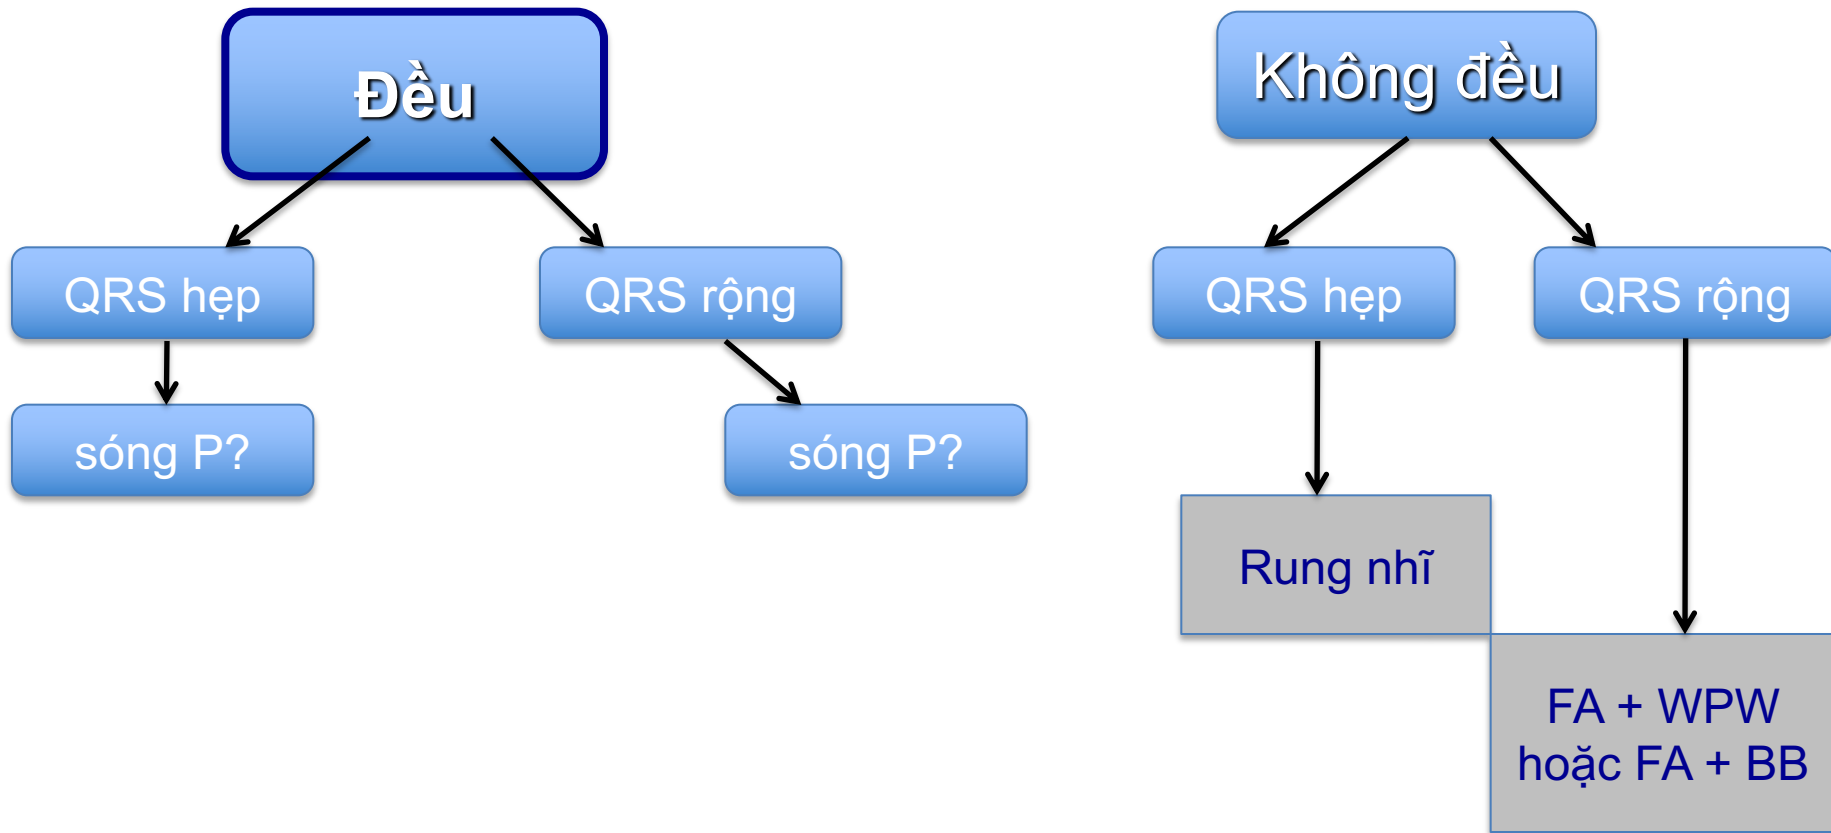 Đều
Không đều
QRS hẹp
QRS rộng
QRS hẹp
QRS rộng
sóng P?
sóng P?
Rung nhĩ
FA + WPW
hoặc FA + BB